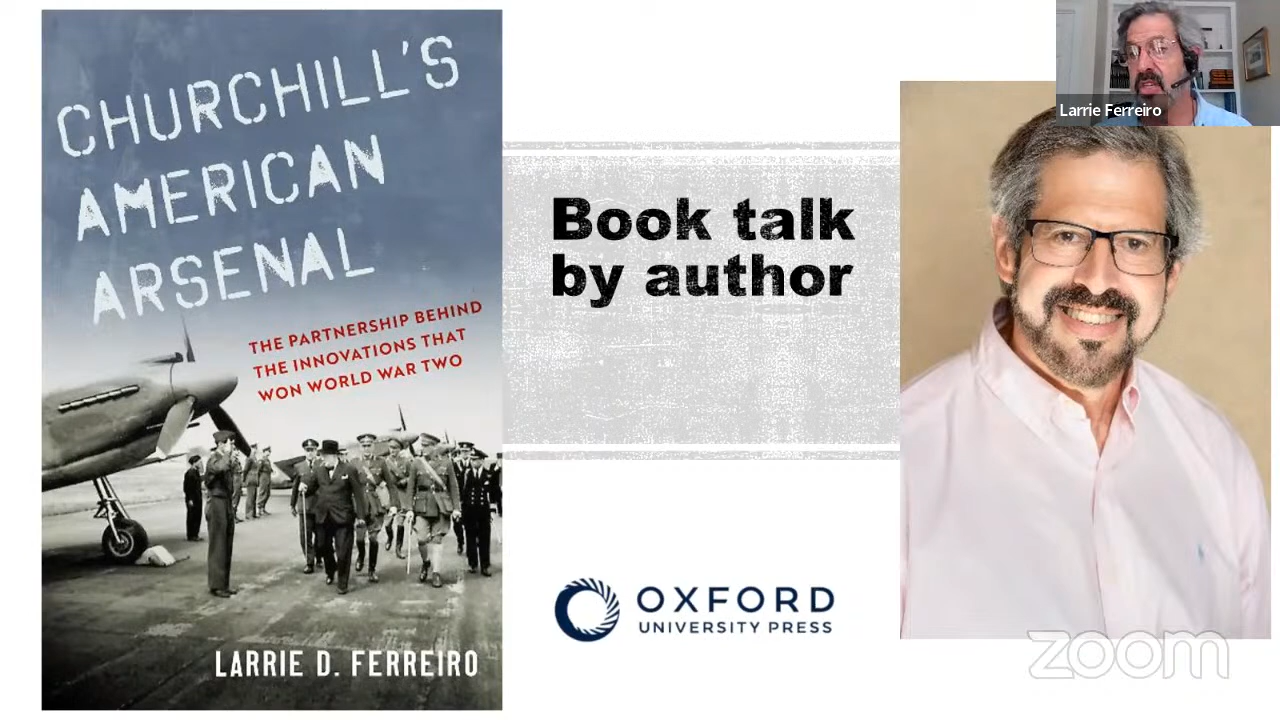 CHURCHILL'S
AMERICAN
ARSENAL
THE PARTNERSHIP BEHIND
THE INNOVATIONS THAT
WON WORLD WAR TWO
LARRIE D. FERREIRO
Book talk
by author
OXFORD
UNIVERSITY PRESS
Larrie Ferreiro
zoom